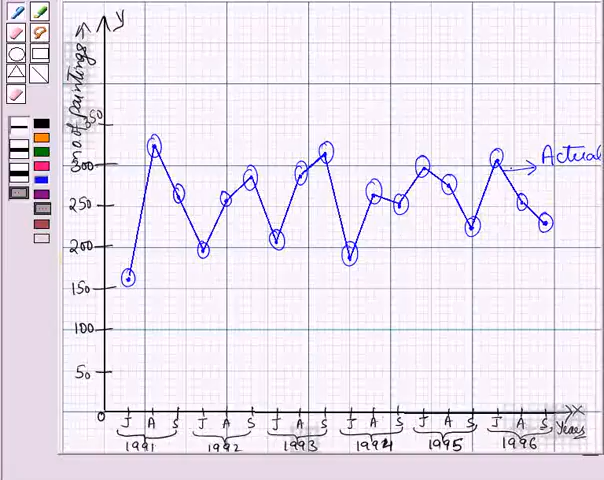 y
no of paintings →
350
300
250
200
150
100
50
0
Actual
J A S J A S J A S J A S J A S J A S
x
1991 1992 1993 1994 1995 1996
years